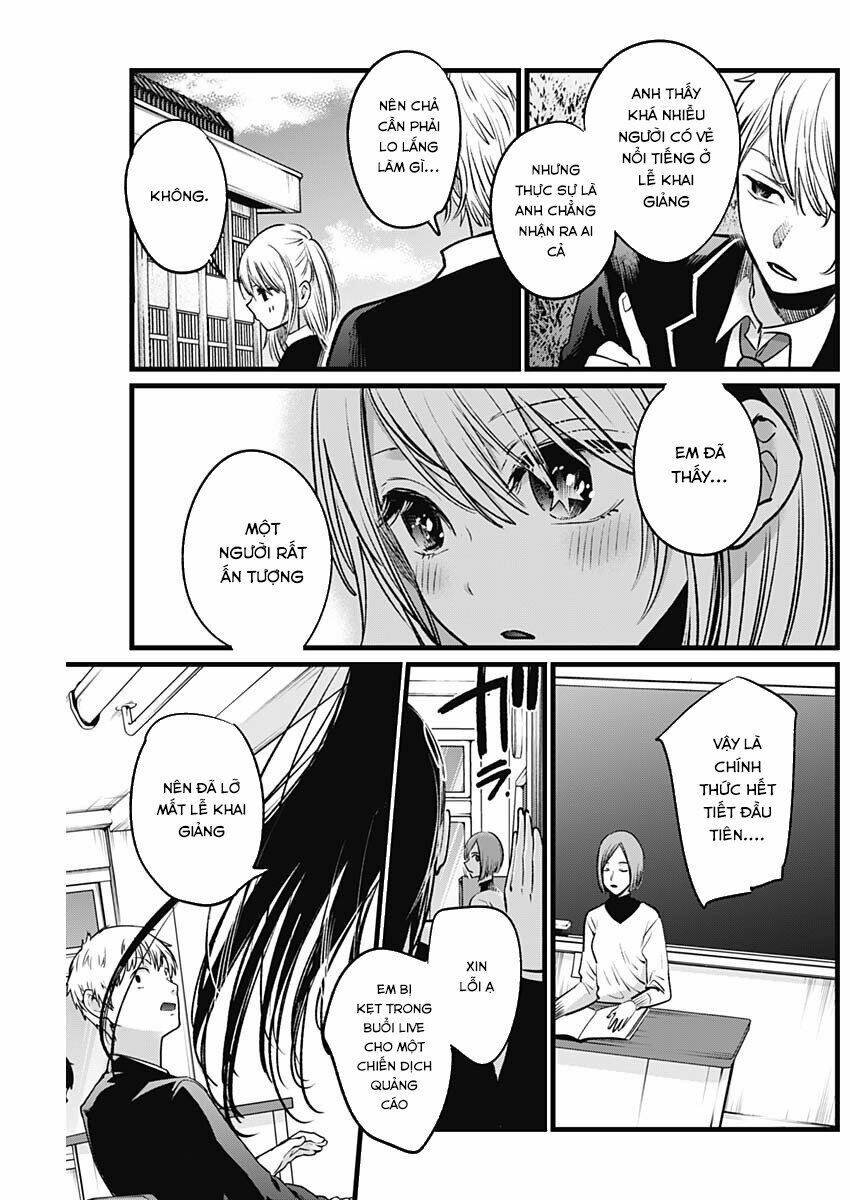 ANH THẤY
KHÁ NHIỀU
NGƯỜI CÓ VẺ
NỔI TIẾNG Ở
LỄ KHAI
GIẢNG
NHƯNG
THỰC SỰ LÀ
ANH CHẲNG
NHẬN RA AI
CẢ
NÊN CHẢ
CẦN PHẢI
LO LẮNG
LÀM GÌ...
KHÔNG.
EM ĐÃ
THẤY...
MỘT
NGƯỜI RẤT
ẤN TƯỢNG
VẬY LÀ
CHÍNH
THỨC HẾT
TIẾT ĐẦU
TIÊN....
ガラ
XIN
LỖI Ạ
EM BỊ
KẸT TRONG
BUỔI LIVE
CHO MỘT
CHIẾN DỊCH
QUẢNG
CÁO
NÊN ĐÃ LỠ
MẤT LỄ KHAI
GIẢNG